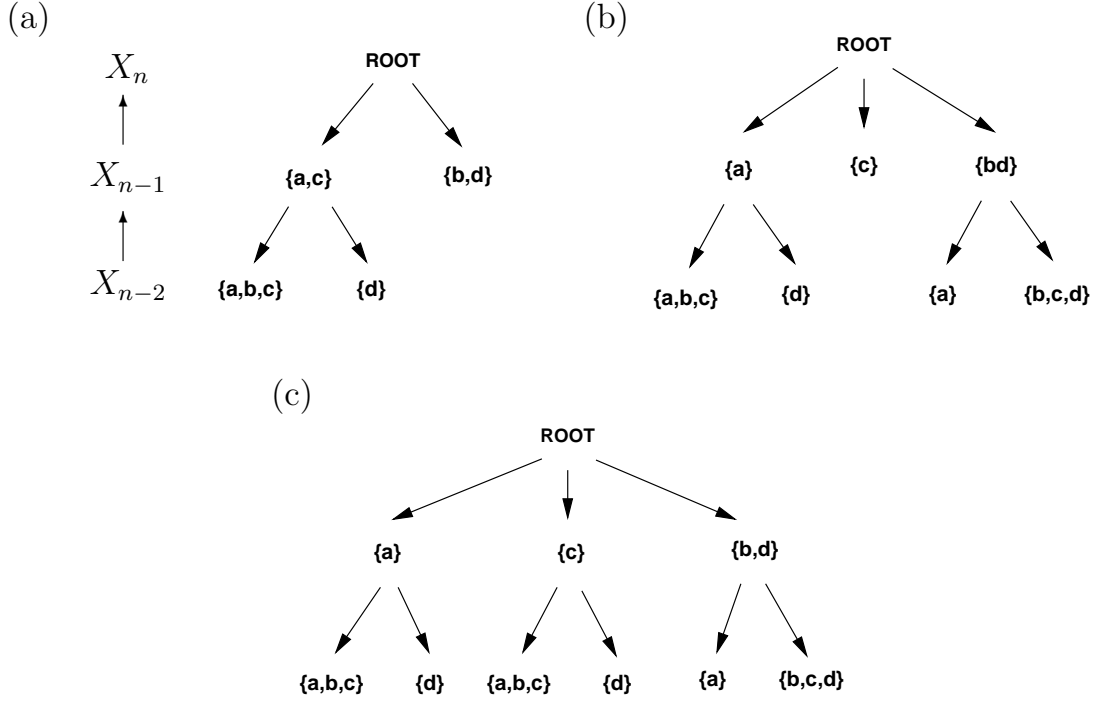 (a)
X_n
X_{n−1}
X_{n−2}
ROOT
{a,c} {b,d}
{a,b,c} {d}
(b)
ROOT
{a} {c} {bd}
{a,b,c} {d} {a} {b,c,d}
(c)
ROOT
{a} {c} {b,d}
{a,b,c} {d} {a,b,c} {d} {a} {b,c,d}